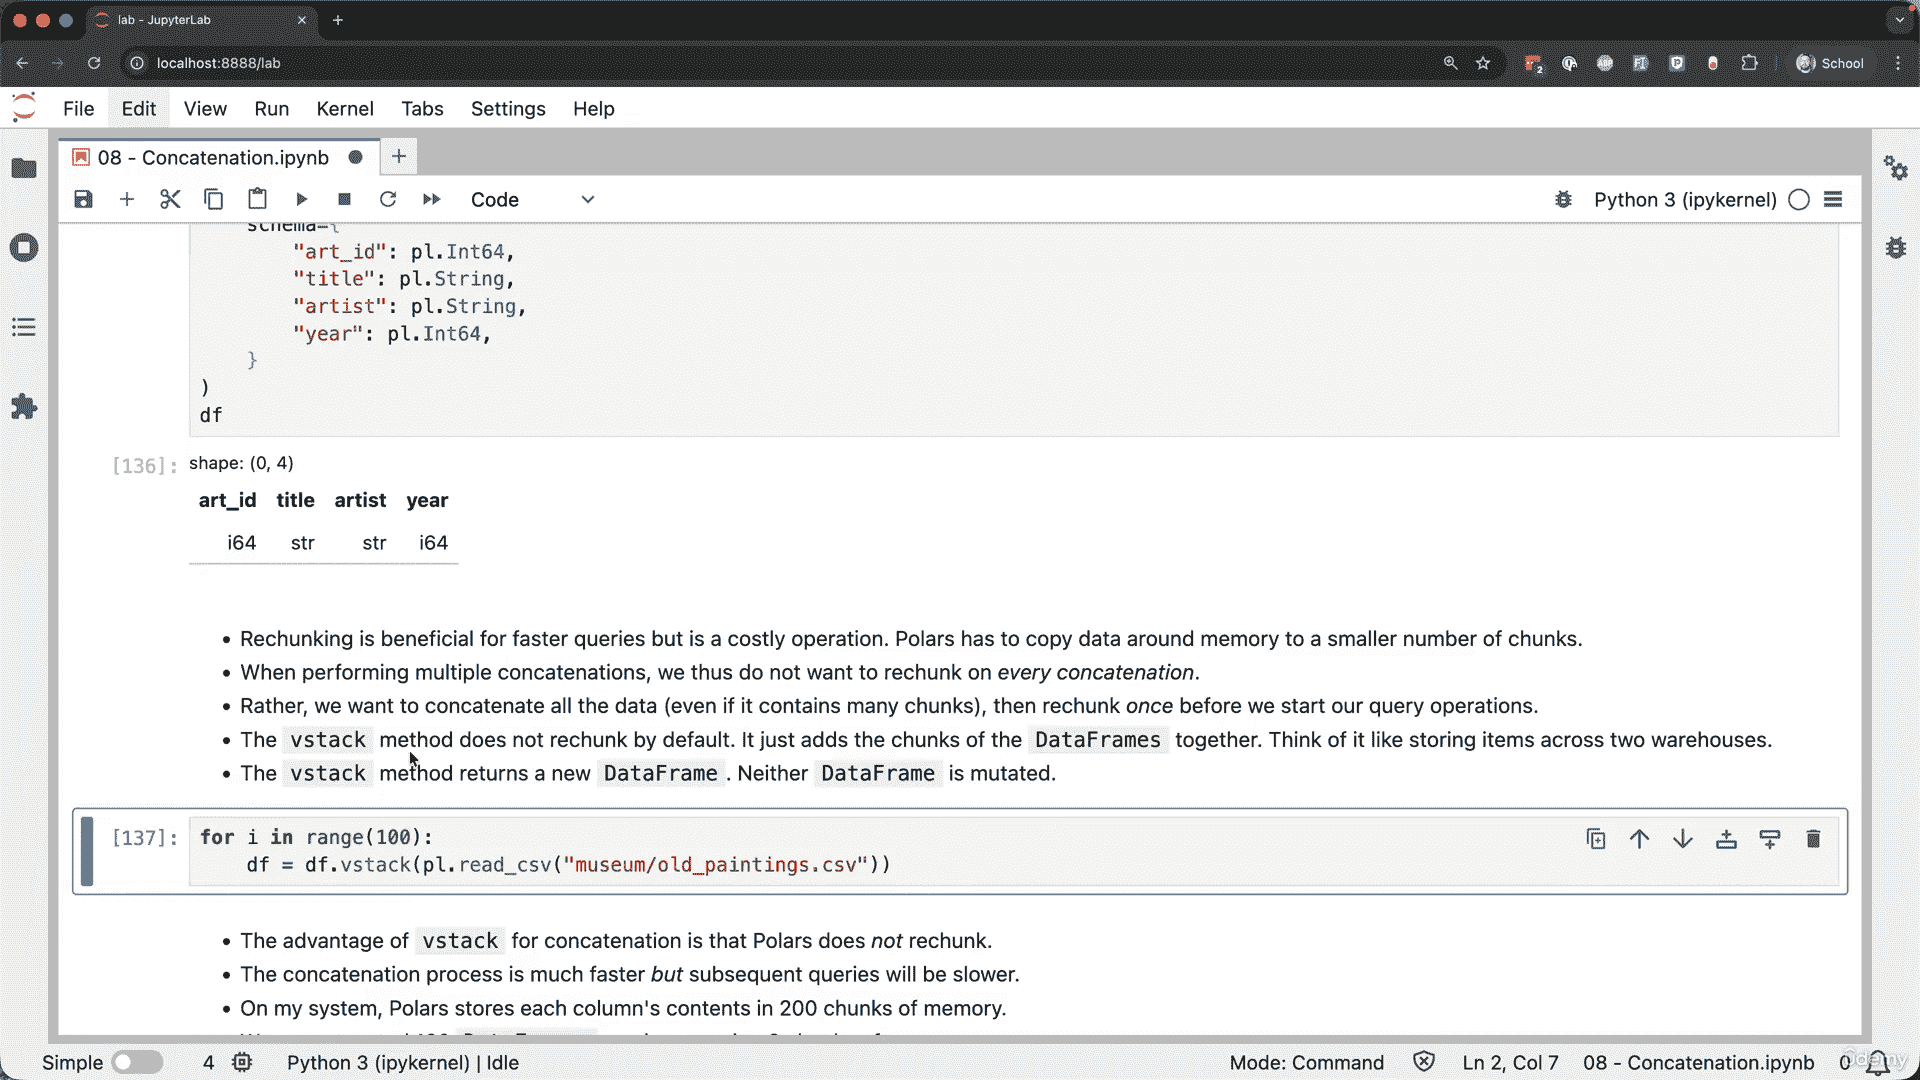 lab - JupyterLab
localhost:8888/lab
2
ABP
School
File Edit View Run Kernel Tabs Settings Help
08 - Concatenation.ipynb
Code
Python 3 (ipykernel)
schema={
"art_id": pl.Int64,
"title": pl.String,
"artist": pl.String,
"year": pl.Int64,
}
)
df
[136]: shape: (0, 4)
art_id title artist year
i64 str str i64
• Rechunking is beneficial for faster queries but is a costly operation. Polars has to copy data around memory to a smaller number of chunks.
• When performing multiple concatenations, we thus do not want to rechunk on every concatenation.
• Rather, we want to concatenate all the data (even if it contains many chunks), then rechunk once before we start our query operations.
• The vstack method does not rechunk by default. It just adds the chunks of the DataFrames together. Think of it like storing items across two warehouses.
• The vstack method returns a new DataFrame . Neither DataFrame is mutated.
[137]: for i in range(100):
df = df.vstack(pl.read_csv("museum/old_paintings.csv"))
• The advantage of vstack for concatenation is that Polars does not rechunk.
• The concatenation process is much faster but subsequent queries will be slower.
• On my system, Polars stores each column's contents in 200 chunks of memory.
Simple 4 Python 3 (ipykernel) | Idle Mode: Command Ln 2, Col 7 08 - Concatenation.ipynb 0
Udemy